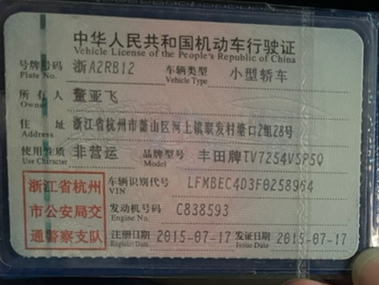 中华人民共和国机动车行驶证
Vehicle License of the People's Republic of China
号牌号码 浙A2RB12 车辆类型 小型轿车
Plate No. Vehicle Type
所有人 董亚飞
Owner
住址 浙江省杭州市萧山区河上镇聚发村塘口2组28号
Address
使用性质 非营运 品牌型号 丰田牌TV7254VSP5Q
Use Character Model
浙江省杭州
市公安局交
通警察支队
车辆识别代号 LFMBEC4D3F0258964
VIN
发动机号码 C838593
Engine No.
注册日期 2015-07-17 发证日期 2015-07-17
Register Date Issue Date